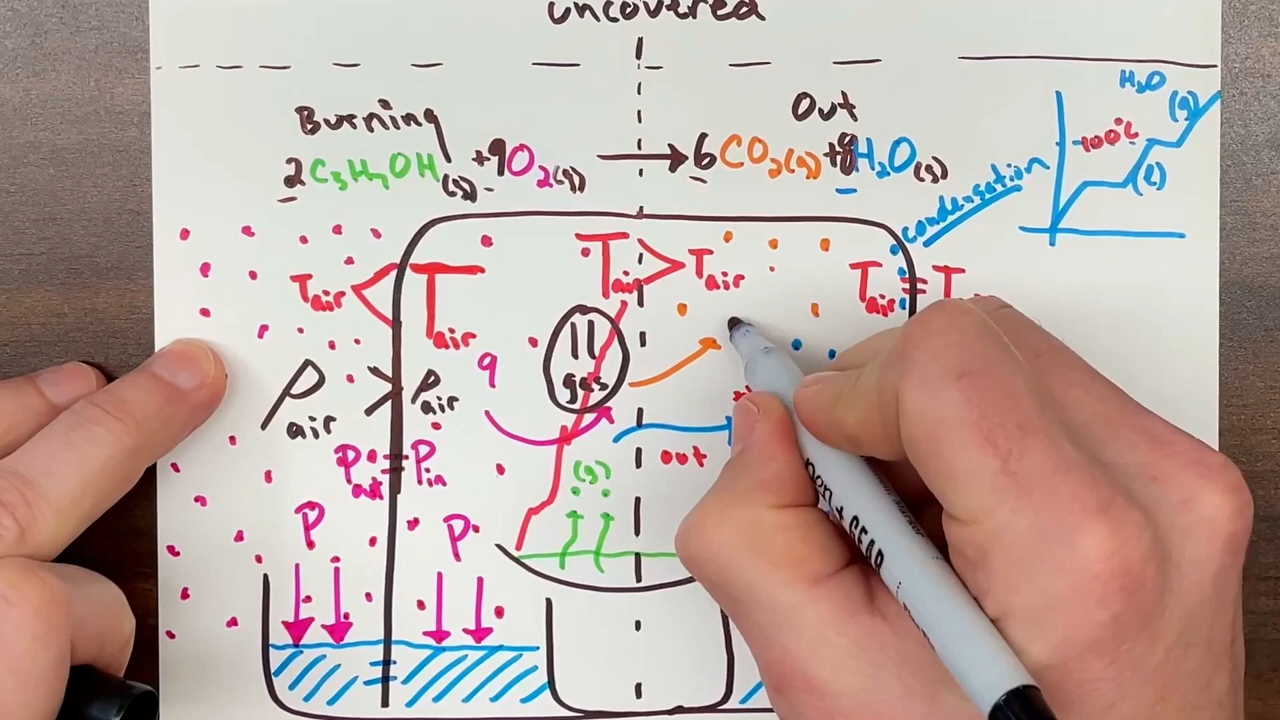 uncovered
Burning
Out
2C₃H₇OH(g) + 9O₂(g) → 6CO₂(g) + 8H₂O(g)
H₂O
(g)
100°C
(l)
condensation
Tair < Tair
Tair > Tair
Tair = T
11
gas
9
ρair > ρair
Pout = Pin
out
(g)
P
P